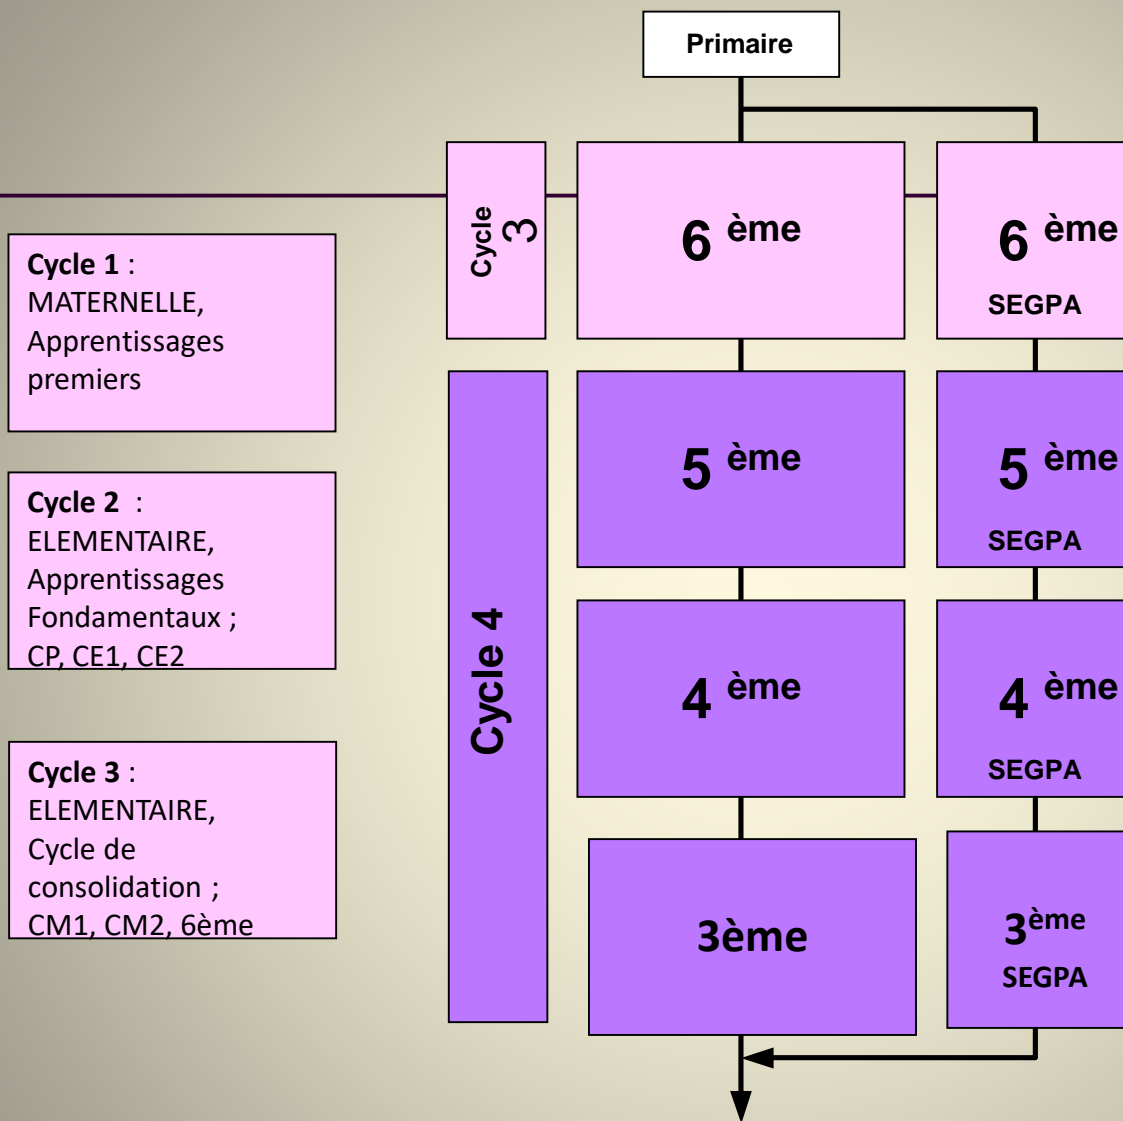 Primaire
Cycle 3
6 ème
6 ème
SEGPA
Cycle 1 :
MATERNELLE,
Apprentissages
premiers
Cycle 4
5 ème
5 ème
SEGPA
Cycle 2 :
ELEMENTAIRE,
Apprentissages
Fondamentaux ;
CP, CE1, CE2
4 ème
4 ème
SEGPA
Cycle 3 :
ELEMENTAIRE,
Cycle de
consolidation ;
CM1, CM2, 6ème
3ème
3ème
SEGPA